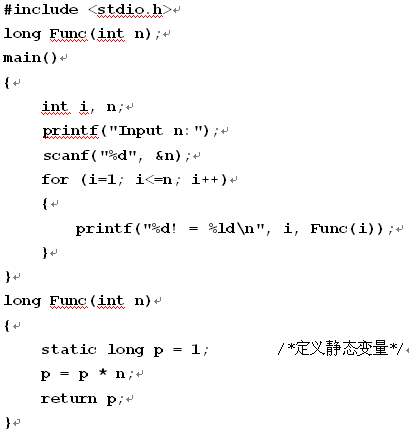 #include <stdio.h>↵
long Func(int n);↵
main()↵
{↵
int i, n;↵
printf("Input n:");↵
scanf("%d", &n);↵
for (i=1; i<=n; i++)↵
{↵
printf("%d! = %ld\n", i, Func(i));↵
}↵
}↵
long Func(int n)↵
{↵
static long p = 1; /*定义静态变量*/↵
p = p * n;↵
return p;↵
}↵